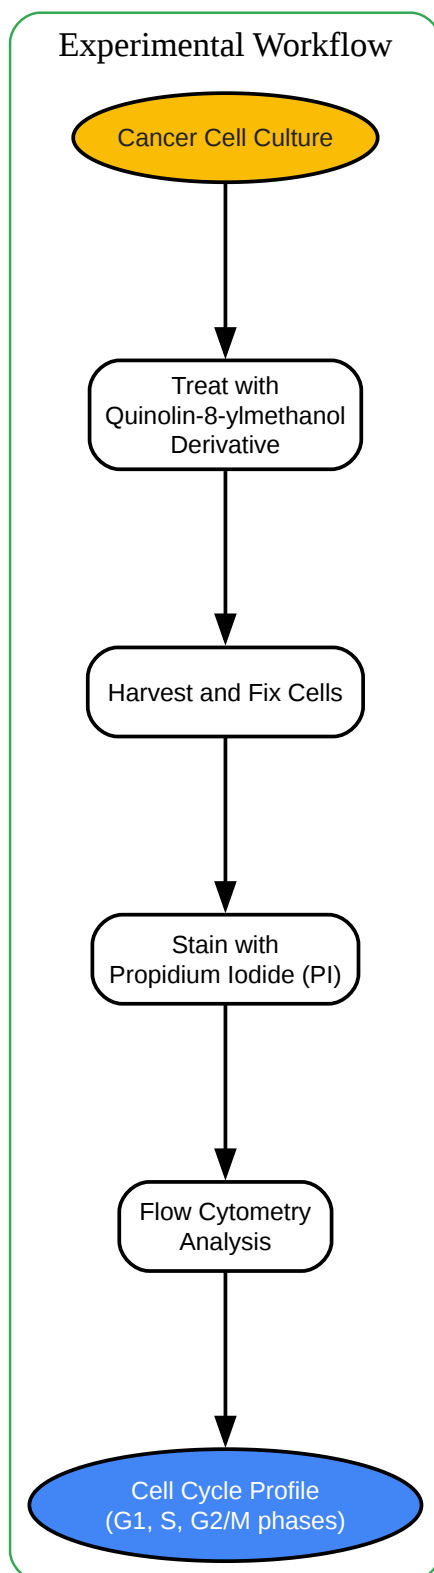 Experimental Workflow
Cancer Cell Culture
Treat with
Quinolin-8-ylmethanol
Derivative
Harvest and Fix Cells
Stain with
Propidium Iodide (PI)
Flow Cytometry
Analysis
Cell Cycle Profile
(G1, S, G2/M phases)